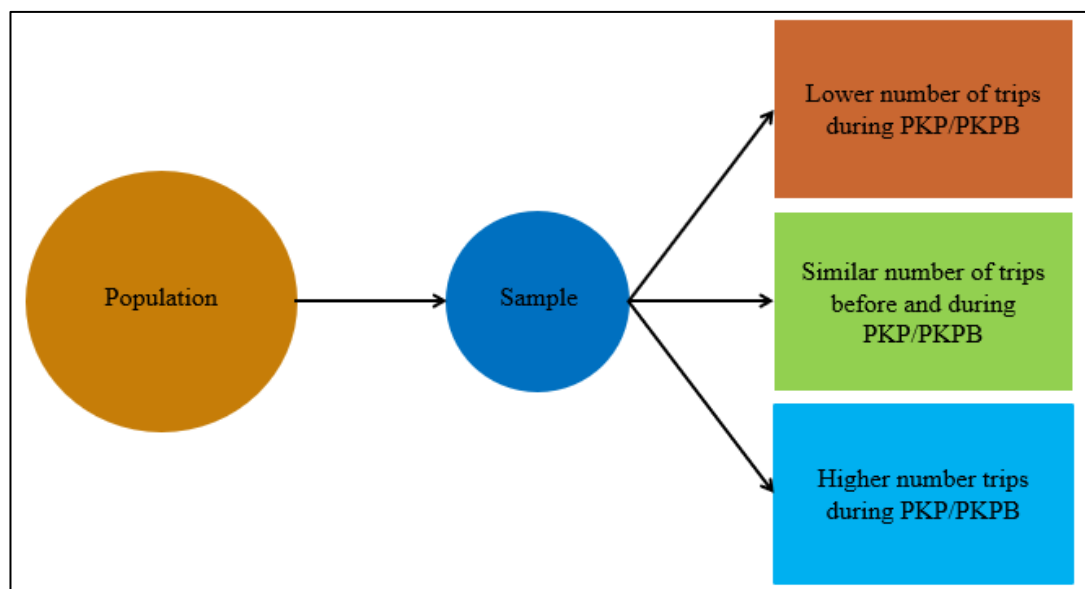 Population
Sample
Lower number of trips
during PKP/PKPB
Similar number of trips
before and during
PKP/PKPB
Higher number trips
during PKP/PKPB